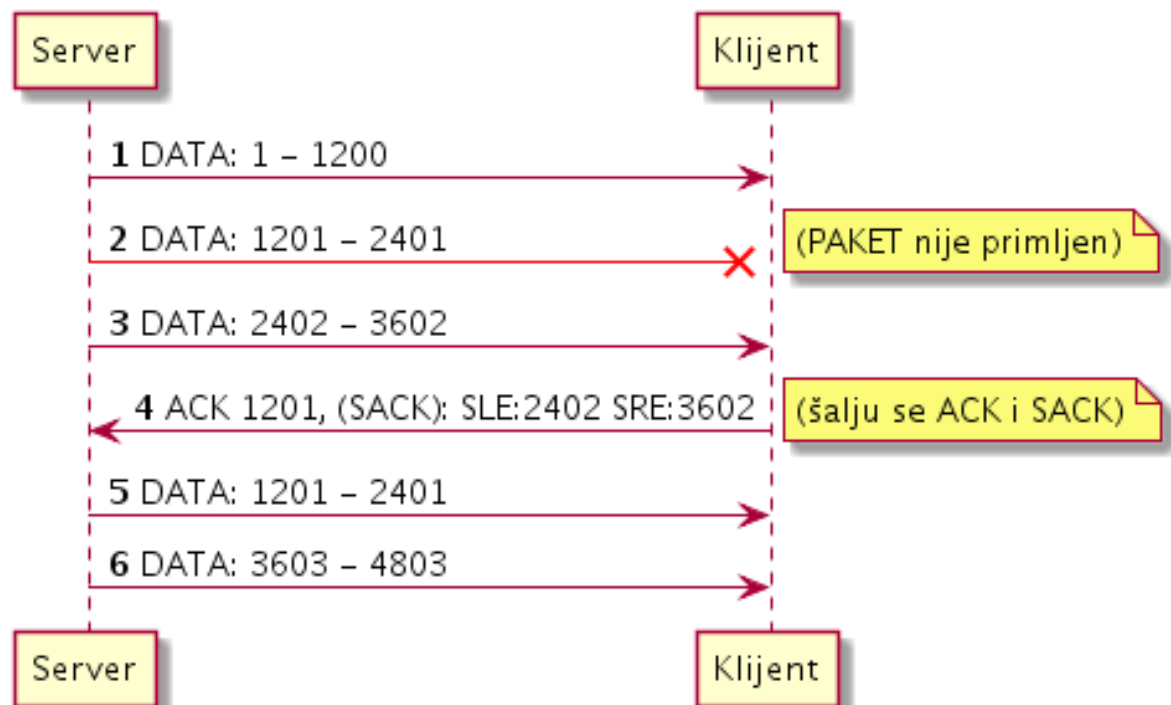 Server
Klijent
1 DATA: 1 – 1200
2 DATA: 1201 – 2401
(PAKET nije primljen)
3 DATA: 2402 – 3602
4 ACK 1201, (SACK): SLE:2402 SRE:3602
(šalju se ACK i SACK)
5 DATA: 1201 – 2401
6 DATA: 3603 – 4803
Server
Klijent